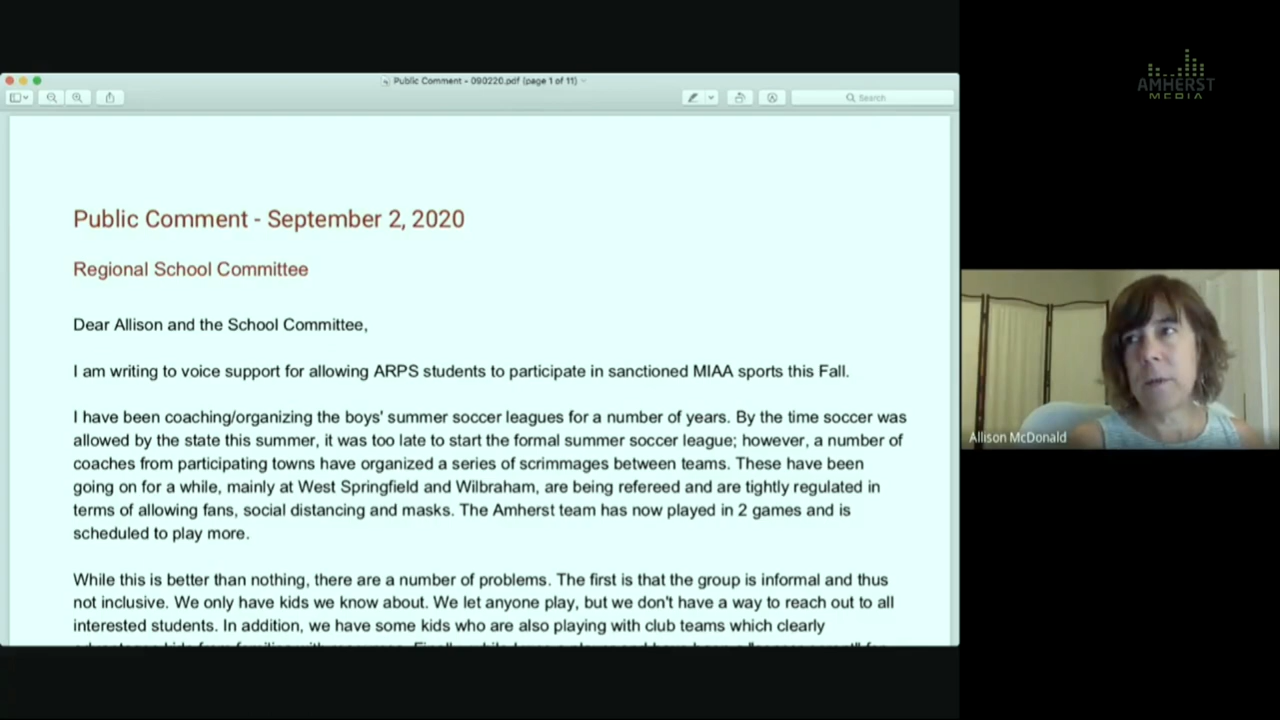 Public Comment - 090220.pdf (page 1 of 11)
Search
AMHERST
MEDIA
Public Comment - September 2, 2020
Regional School Committee
Dear Allison and the School Committee,
I am writing to voice support for allowing ARPS students to participate in sanctioned MIAA sports this Fall.
I have been coaching/organizing the boys' summer soccer leagues for a number of years. By the time soccer was
allowed by the state this summer, it was too late to start the formal summer soccer league; however, a number of
coaches from participating towns have organized a series of scrimmages between teams. These have been
going on for a while, mainly at West Springfield and Wilbraham, are being refereed and are tightly regulated in
terms of allowing fans, social distancing and masks. The Amherst team has now played in 2 games and is
scheduled to play more.
While this is better than nothing, there are a number of problems. The first is that the group is informal and thus
not inclusive. We only have kids we know about. We let anyone play, but we don't have a way to reach out to all
interested students. In addition, we have some kids who are also playing with club teams which clearly
Allison McDonald